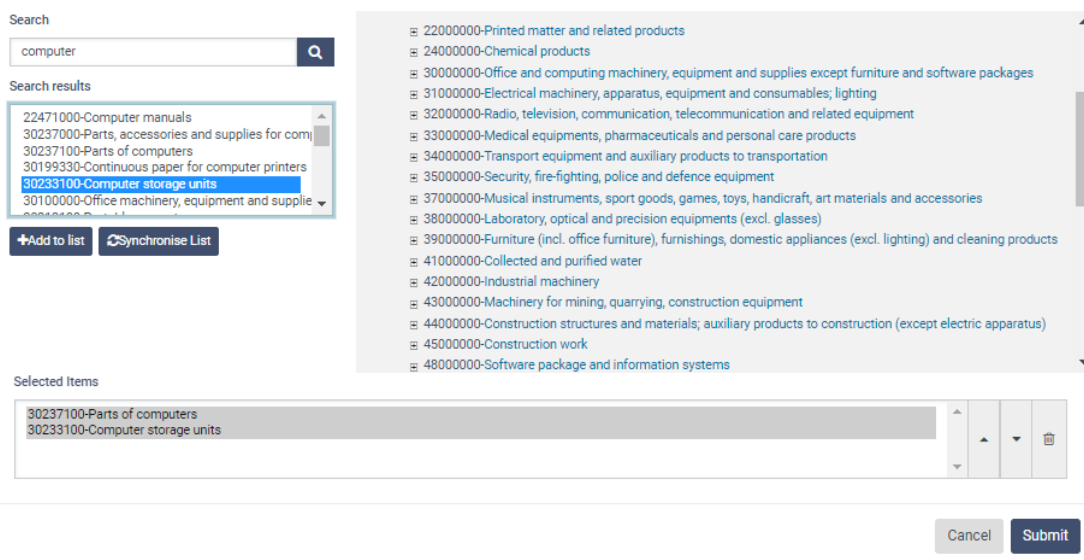 Search
computer
Search results
22471000-Computer manuals
30237000-Parts, accessories and supplies for
30237100-Parts of computers
30199330-Continuous paper for computer printers
30233100-Computer storage units
30100000-Office machinery, equipment and
+Add to list
Synchronise List
22000000-Printed matter and related products
24000000-Chemical products
30000000-Office and computing machinery, equipment and supplies except furniture and software packages
31000000-Electrical machinery, apparatus, equipment and consumables; lighting
32000000-Radio, television, communication, telecommunication and related equipment
33000000-Medical equipments, pharmaceuticals and personal care products
34000000-Transport equipment and auxiliary products to transportation
35000000-Security, fire-fighting, police and defence equipment
37000000-Musical instruments, sport goods, games, toys, handicraft, art materials and accessories
38000000-Laboratory, optical and precision equipments (excl. glasses)
39000000-Furniture (incl. office furniture), furnishings, domestic appliances (excl. lighting) and cleaning products
41000000-Collected and purified water
42000000-Industrial machinery
43000000-Machinery for mining, quarrying, construction equipment
44000000-Construction structures and materials; auxiliary products to construction (except electric apparatus)
45000000-Construction work
48000000-Software package and information systems
Selected Items
30237100-Parts of computers
30233100-Computer storage units
Cancel
Submit